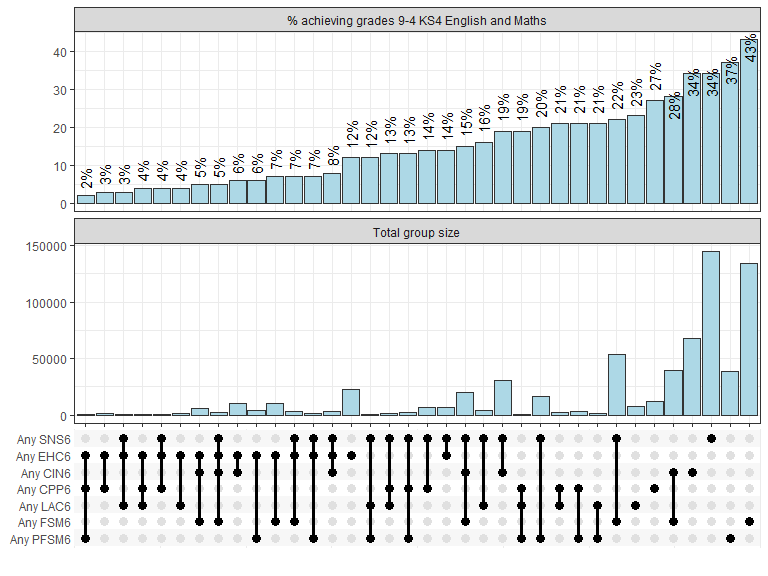 % achieving grades 9-4 KS4 English and Maths
40
30
20
10
0
2% 3% 3% 4% 4% 4% 5% 5% 6% 6% 7% 7% 7% 8% 12% 12% 13% 13% 14% 14% 15% 16% 19% 19% 20% 21% 21% 21% 22% 23% 27% 28% 34% 34% 37% 43%
Total group size
150000
100000
50000
0
Any SNS6
Any EHC6
Any CIN6
Any CPP6
Any LAC6
Any FSM6
Any PFSM6